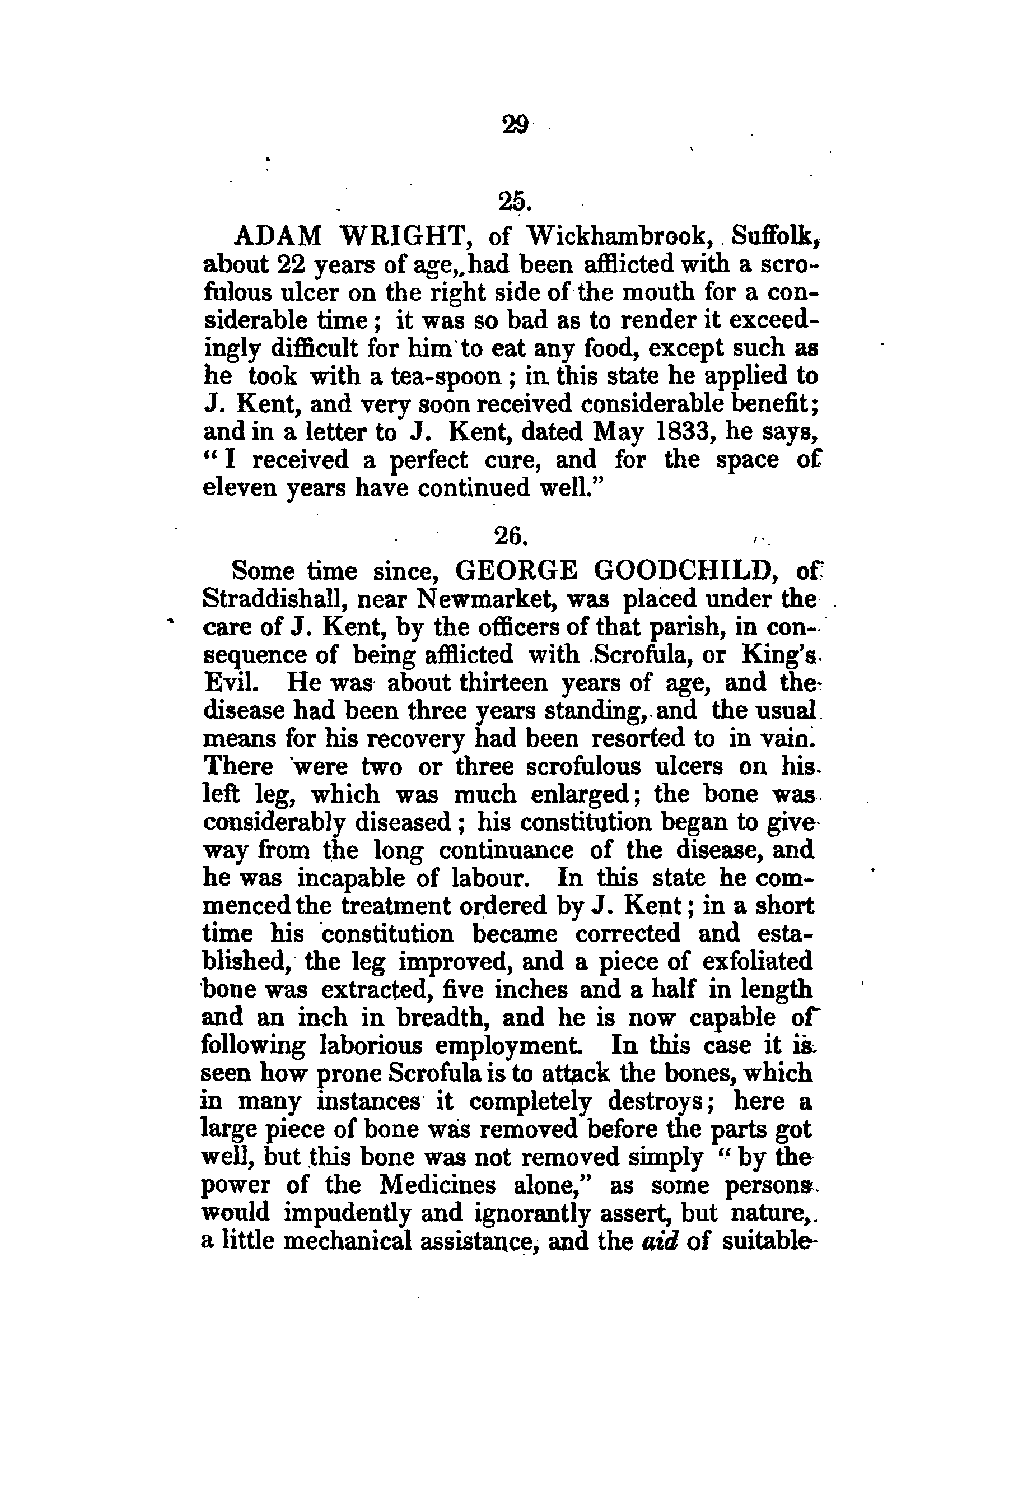 29
25.
ADAM WRIGHT, of Wickhambrook, Suffolk,
about 22 years of age, had been afflicted with a scro-
fulous ulcer on the right side of the mouth for a con-
siderable time; it was so bad as to render it exceed-
ingly difficult for him to eat any food, except such as
he took with a tea-spoon; in this state he applied to
J. Kent, and very soon received considerable benefit;
and in a letter to J. Kent, dated May 1833, he says,
“I received a perfect cure, and for the space of
eleven years have continued well.”
26.
Some time since, GEORGE GOODCHILD, of
Straddishall, near Newmarket, was placed under the
care of J. Kent, by the officers of that parish, in con-
sequence of being afflicted with Scrofula, or King's
Evil. He was about thirteen years of age, and the
disease had been three years standing, and the usual
means for his recovery had been resorted to in vain.
There were two or three scrofulous ulcers on his
left leg, which was much enlarged; the bone was
considerably diseased; his constitution began to give
way from the long continuance of the disease, and
he was incapable of labour. In this state he com-
menced the treatment ordered by J. Kent; in a short
time his constitution became corrected and esta-
blished, the leg improved, and a piece of exfoliated
bone was extracted, five inches and a half in length
and an inch in breadth, and he is now capable of
following laborious employment. In this case it is
seen how prone Scrofula is to attack the bones, which
in many instances it completely destroys; here a
large piece of bone was removed before the parts got
well, but this bone was not removed simply “by the
power of the Medicines alone,” as some persons
would impudently and ignorantly assert, but nature,
a little mechanical assistance, and the aid of suitable